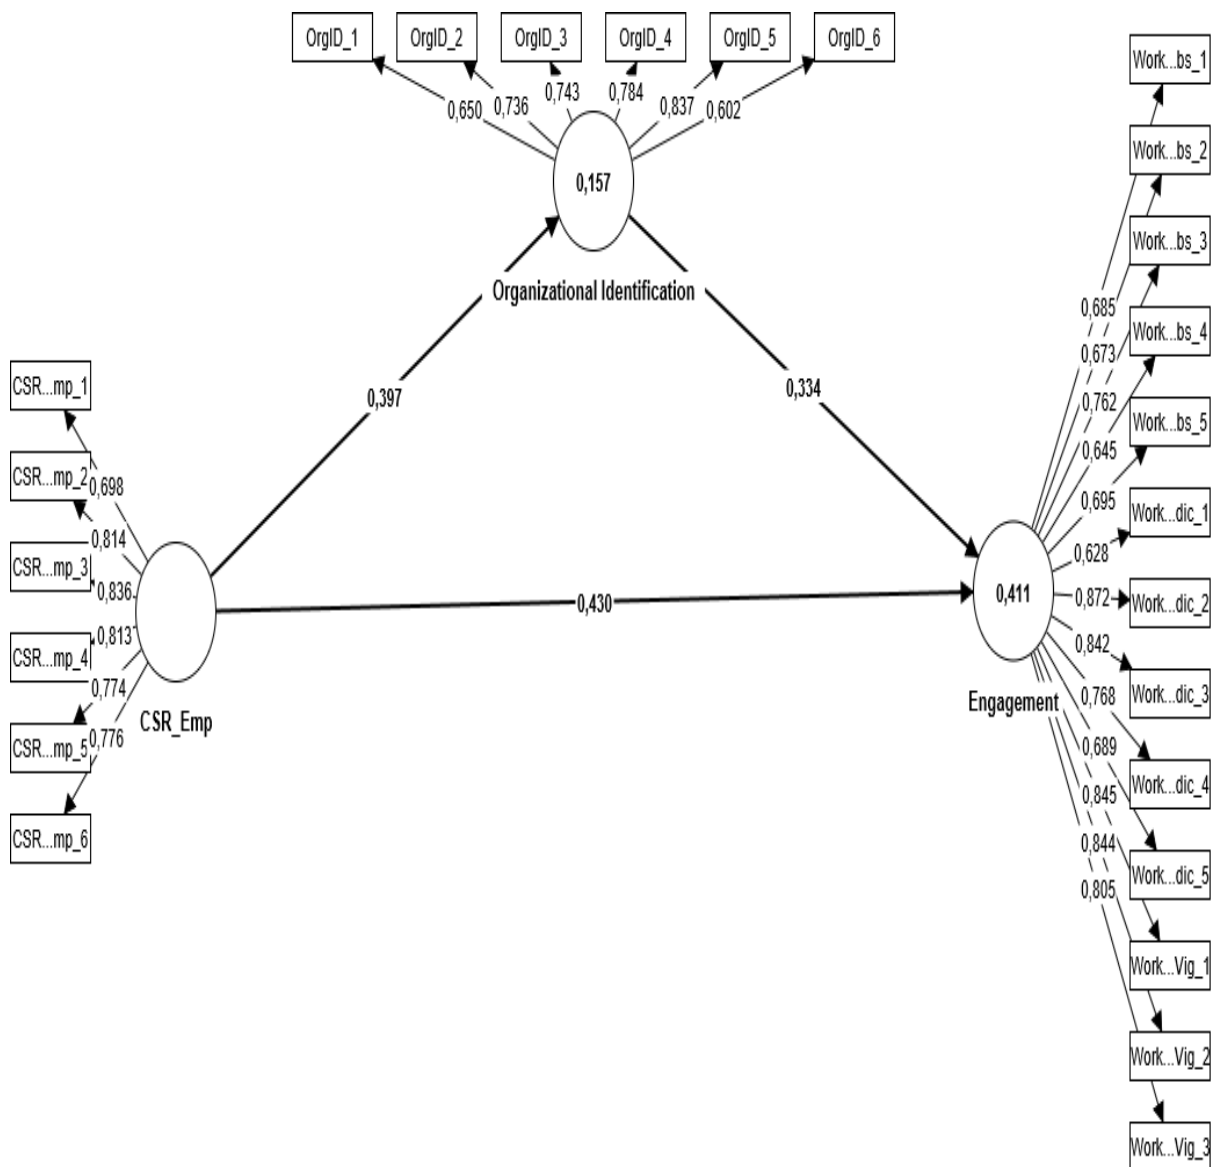 OrgID_1
OrgID_2
OrgID_3
OrgID_4
OrgID_5
OrgID_6
0,650
0,736
0,743
0,784
0,837
0,602
0,157
Organizational Identification
0,397
0,334
0,430
CSR...mp_1
CSR...mp_2
CSR...mp_3
CSR...mp_4
CSR...mp_5
CSR...mp_6
0,698
0,814
0,836
0,813
0,774
0,776
CSR_Emp
0,411
Engagement
0,685
0,673
0,762
0,645
0,695
0,628
0,872
0,842
0,768
0,689
0,845
0,844
0,805
Work...bs_1
Work...bs_2
Work...bs_3
Work...bs_4
Work...bs_5
Work...dic_1
Work...dic_2
Work...dic_3
Work...dic_4
Work...dic_5
Work...Vig_1
Work...Vig_2
Work...Vig_3